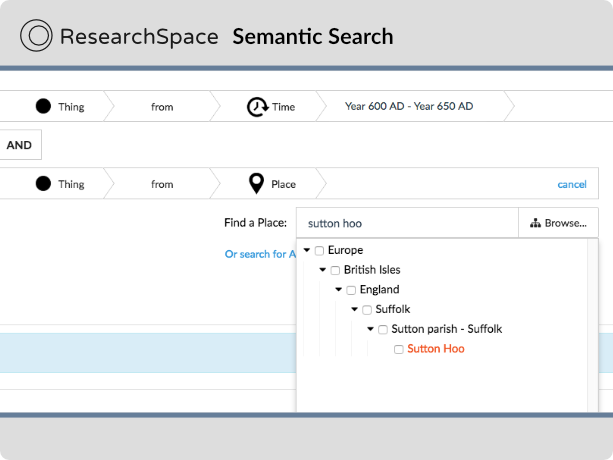 ResearchSpace Semantic Search
Thing from Time Year 600 AD - Year 650 AD
AND
Thing from Place cancel
Find a Place: sutton hoo Browse...
Or search for A
Europe
British Isles
England
Suffolk
Sutton parish - Suffolk
Sutton Hoo